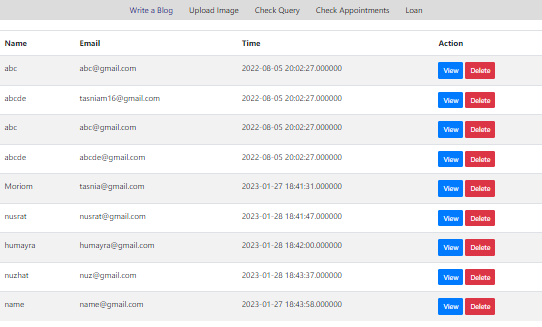 Write a Blog Upload Image Check Query Check Appointments Loan
Name Email Time Action
abc abc@gmail.com 2022-08-05 20:02:27.000000 View Delete
abcde tasniam16@gmail.com 2022-08-05 20:02:27.000000 View Delete
abc abc@gmail.com 2022-08-05 20:02:27.000000 View Delete
abcde abcde@gmail.com 2022-08-05 20:02:27.000000 View Delete
Moriom tasnia@gmail.com 2023-01-27 18:41:31.000000 View Delete
nusrat nusrat@gmail.com 2023-01-28 18:41:47.000000 View Delete
humayra humayra@gmail.com 2023-01-28 18:42:00.000000 View Delete
nuzhat nuz@gmail.com 2023-01-28 18:43:37.000000 View Delete
name name@gmail.com 2023-01-27 18:43:58.000000 View Delete